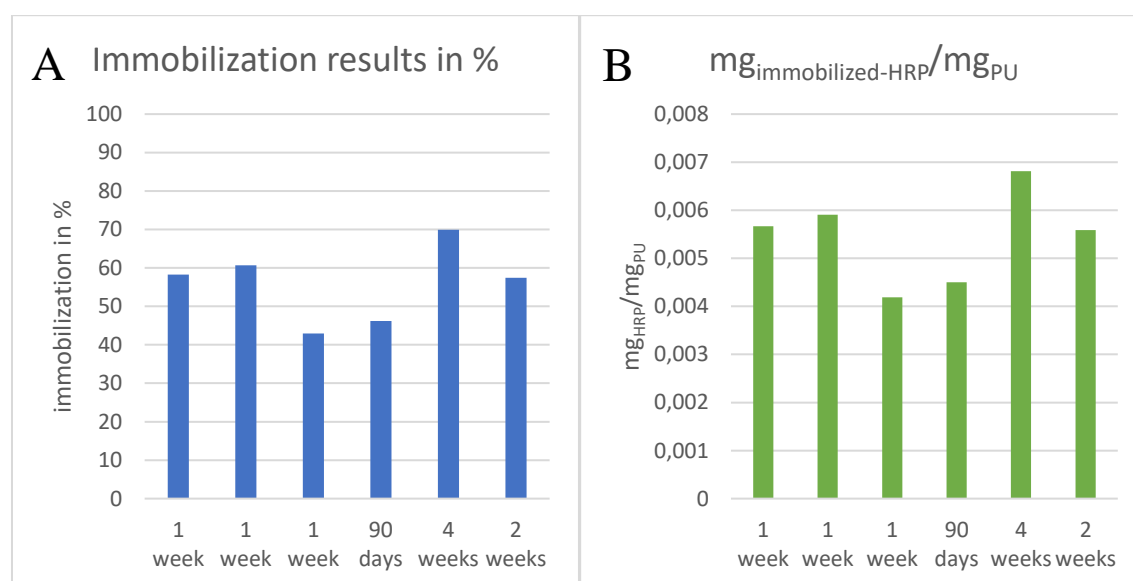 A Immobilization results in %
immobilization in %
100
90
80
70
60
50
40
30
20
10
0
1 week
1 week
1 week
90 days
4 weeks
2 weeks
B mgimmobilized-HRP/mgPU
mgHRP/mgPU
0,008
0,007
0,006
0,005
0,004
0,003
0,002
0,001
0
1 week
1 week
1 week
90 days
4 weeks
2 weeks